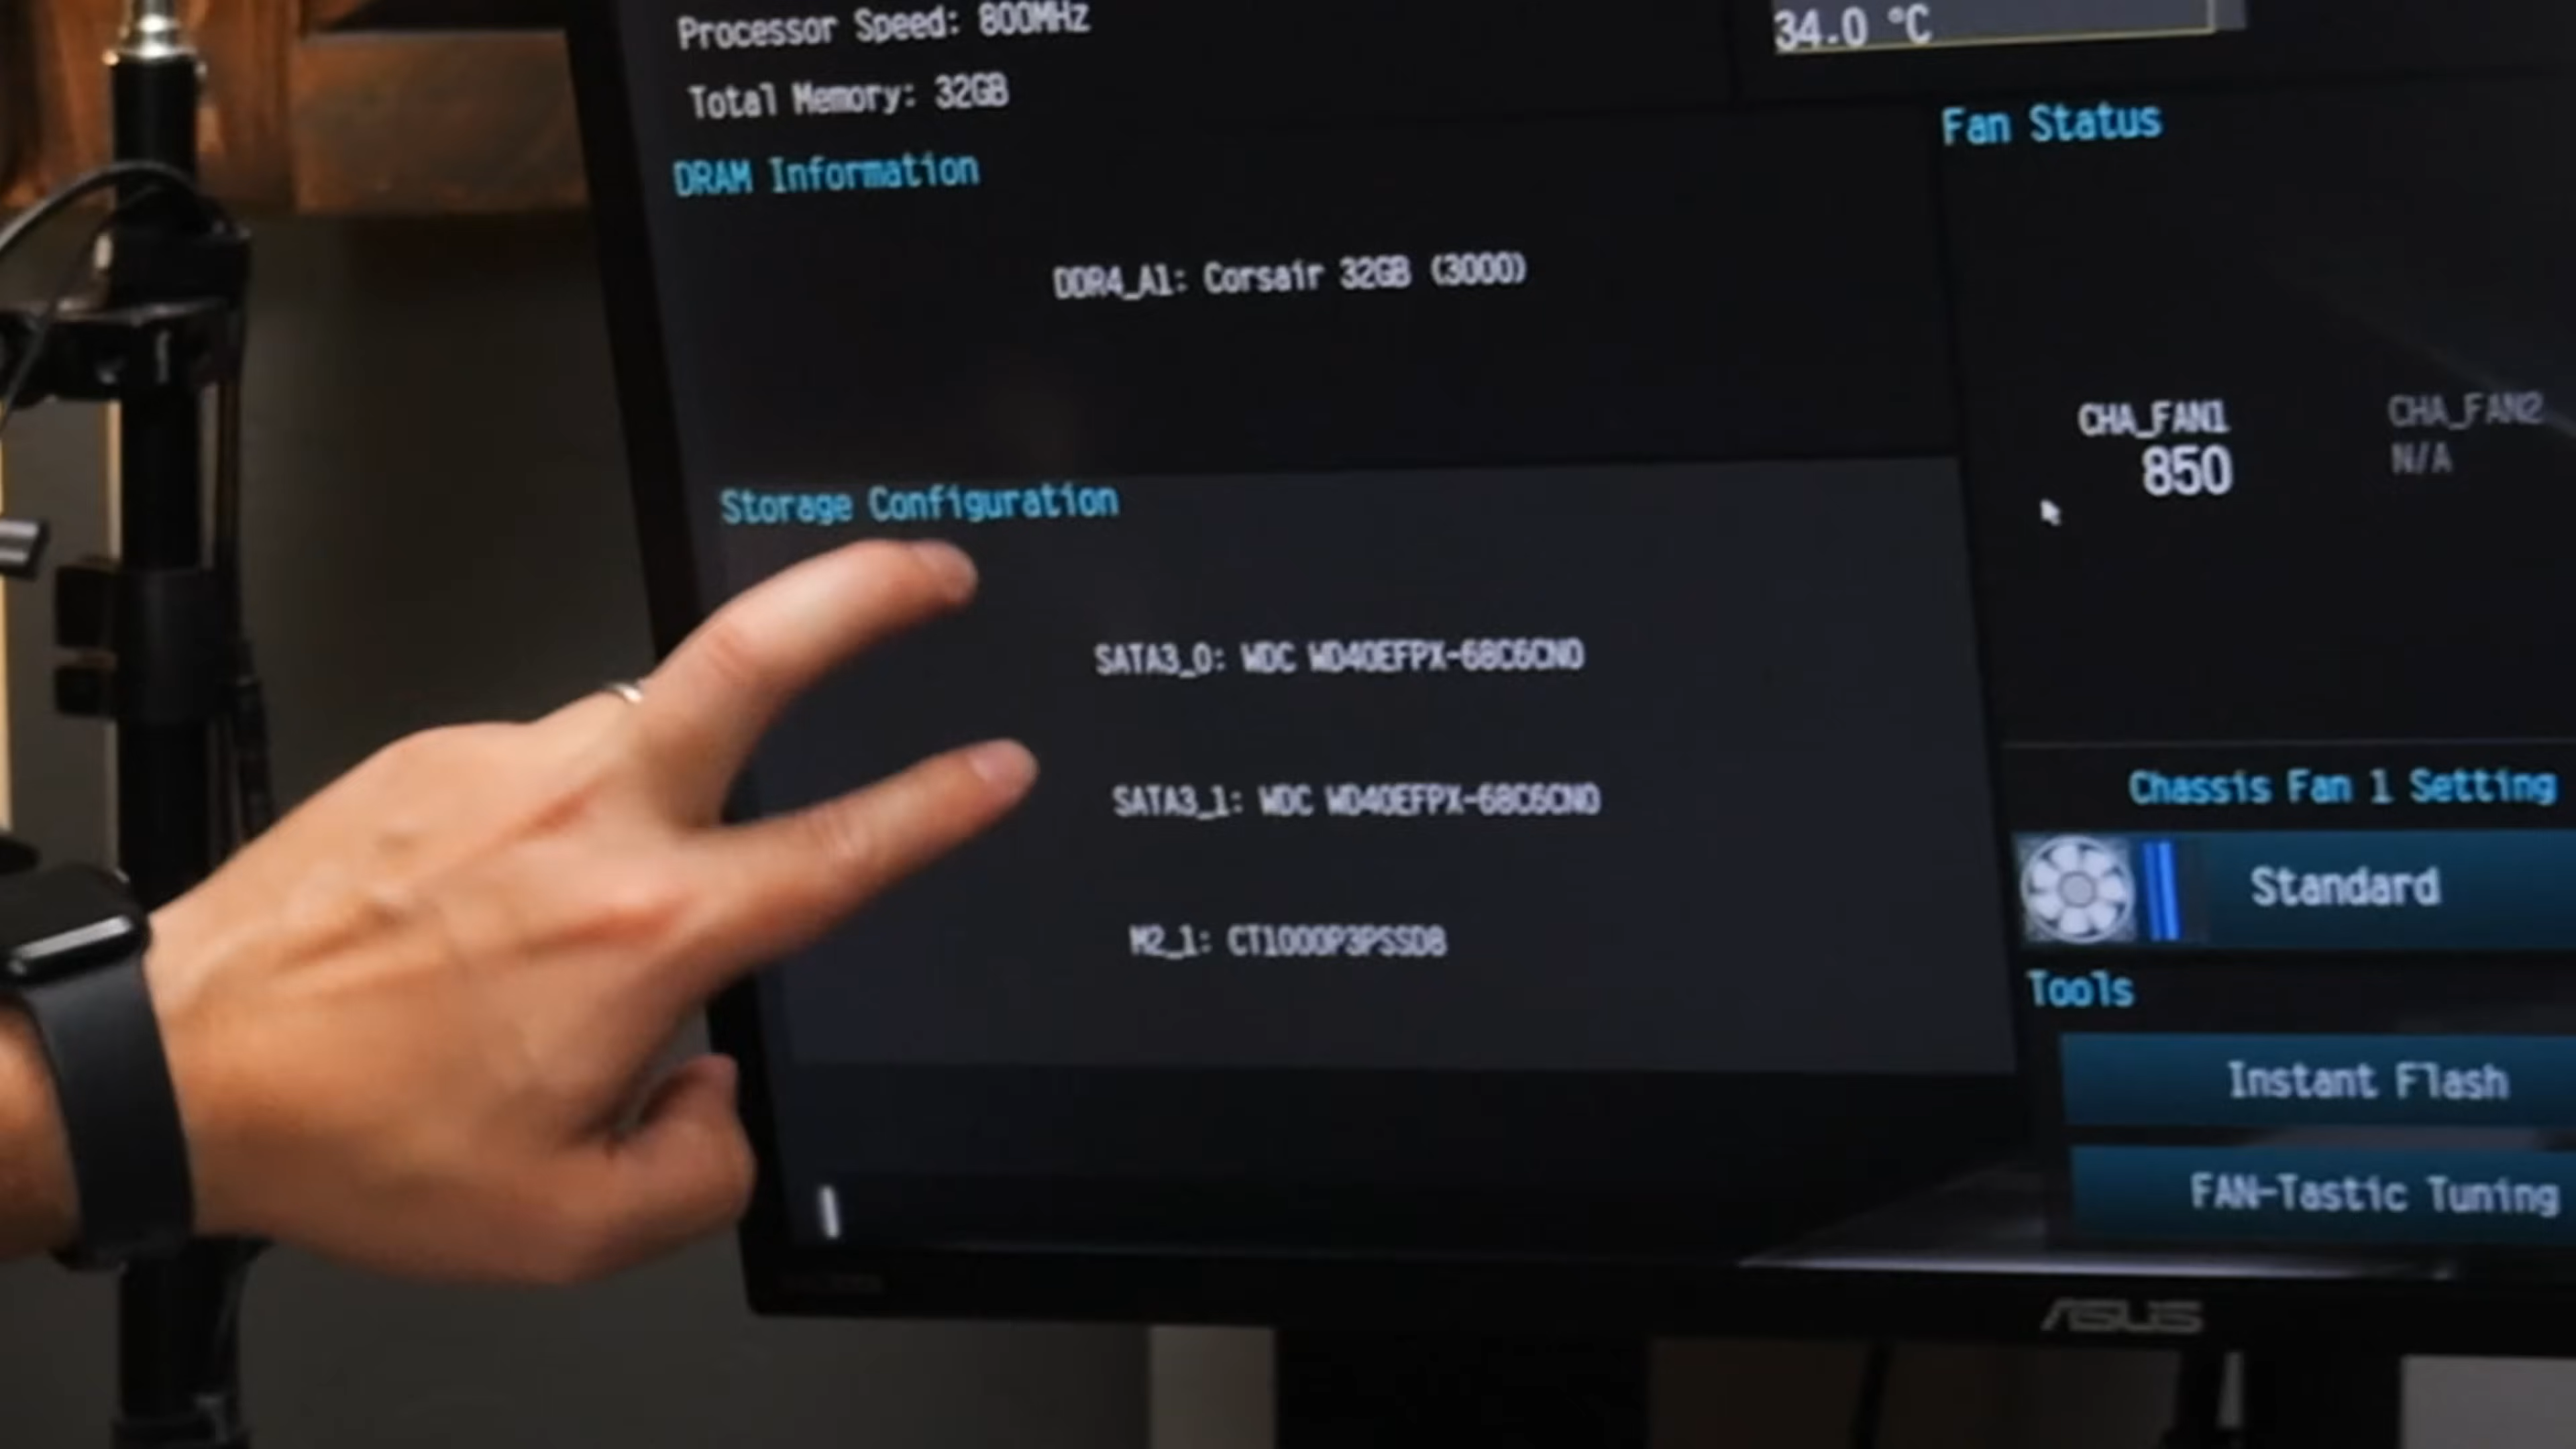 Processor Speed: 800MHz
Total Memory: 32GB
DRAM Information
DDR4_A1: Corsair 32GB (3000)
Storage Configuration
SATA3_0: WDC WD40EFPX-68C6CN0
SATA3_1: WDC WD40EFPX-68C6CN0
M2_1: CT1000P3PSSD8
34.0 °C
Fan Status
CHA_FAN1
850
CHA_FAN2
N/A
Chassis Fan 1 Setting
Standard
Tools
Instant Flash
FAN-Tastic Tuning
ASUS